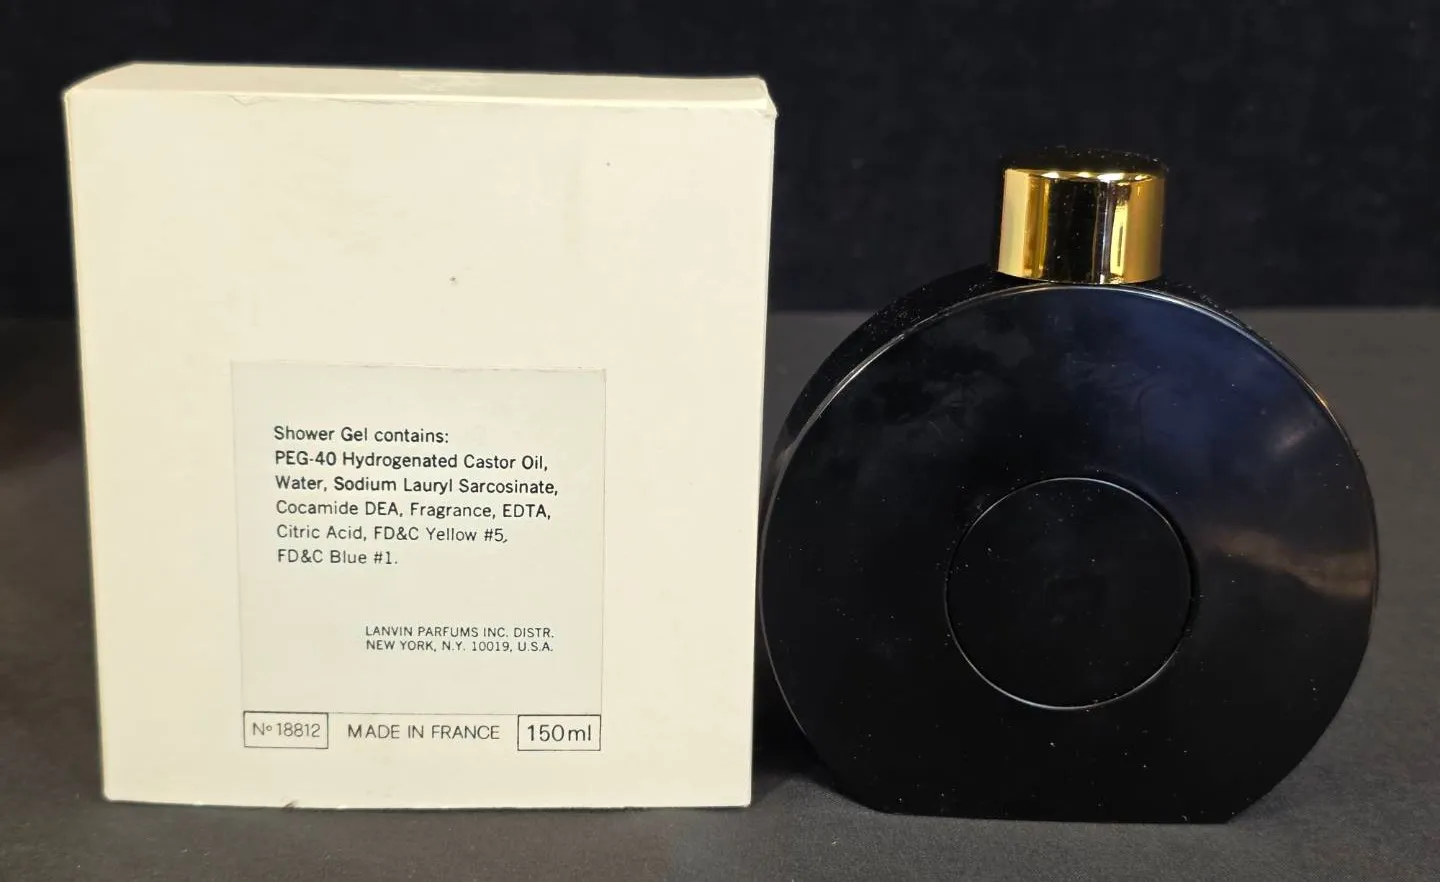 Shower Gel contains:
PEG-40 Hydrogenated Castor Oil,
Water, Sodium Lauryl Sarcosinate,
Cocamide DEA, Fragrance, EDTA,
Citric Acid, FD&C Yellow #5,
FD&C Blue #1.
LANVIN PARFUMS INC. DISTR.
NEW YORK, N.Y. 10019, U.S.A.
Nº 18812 MADE IN FRANCE 150ml